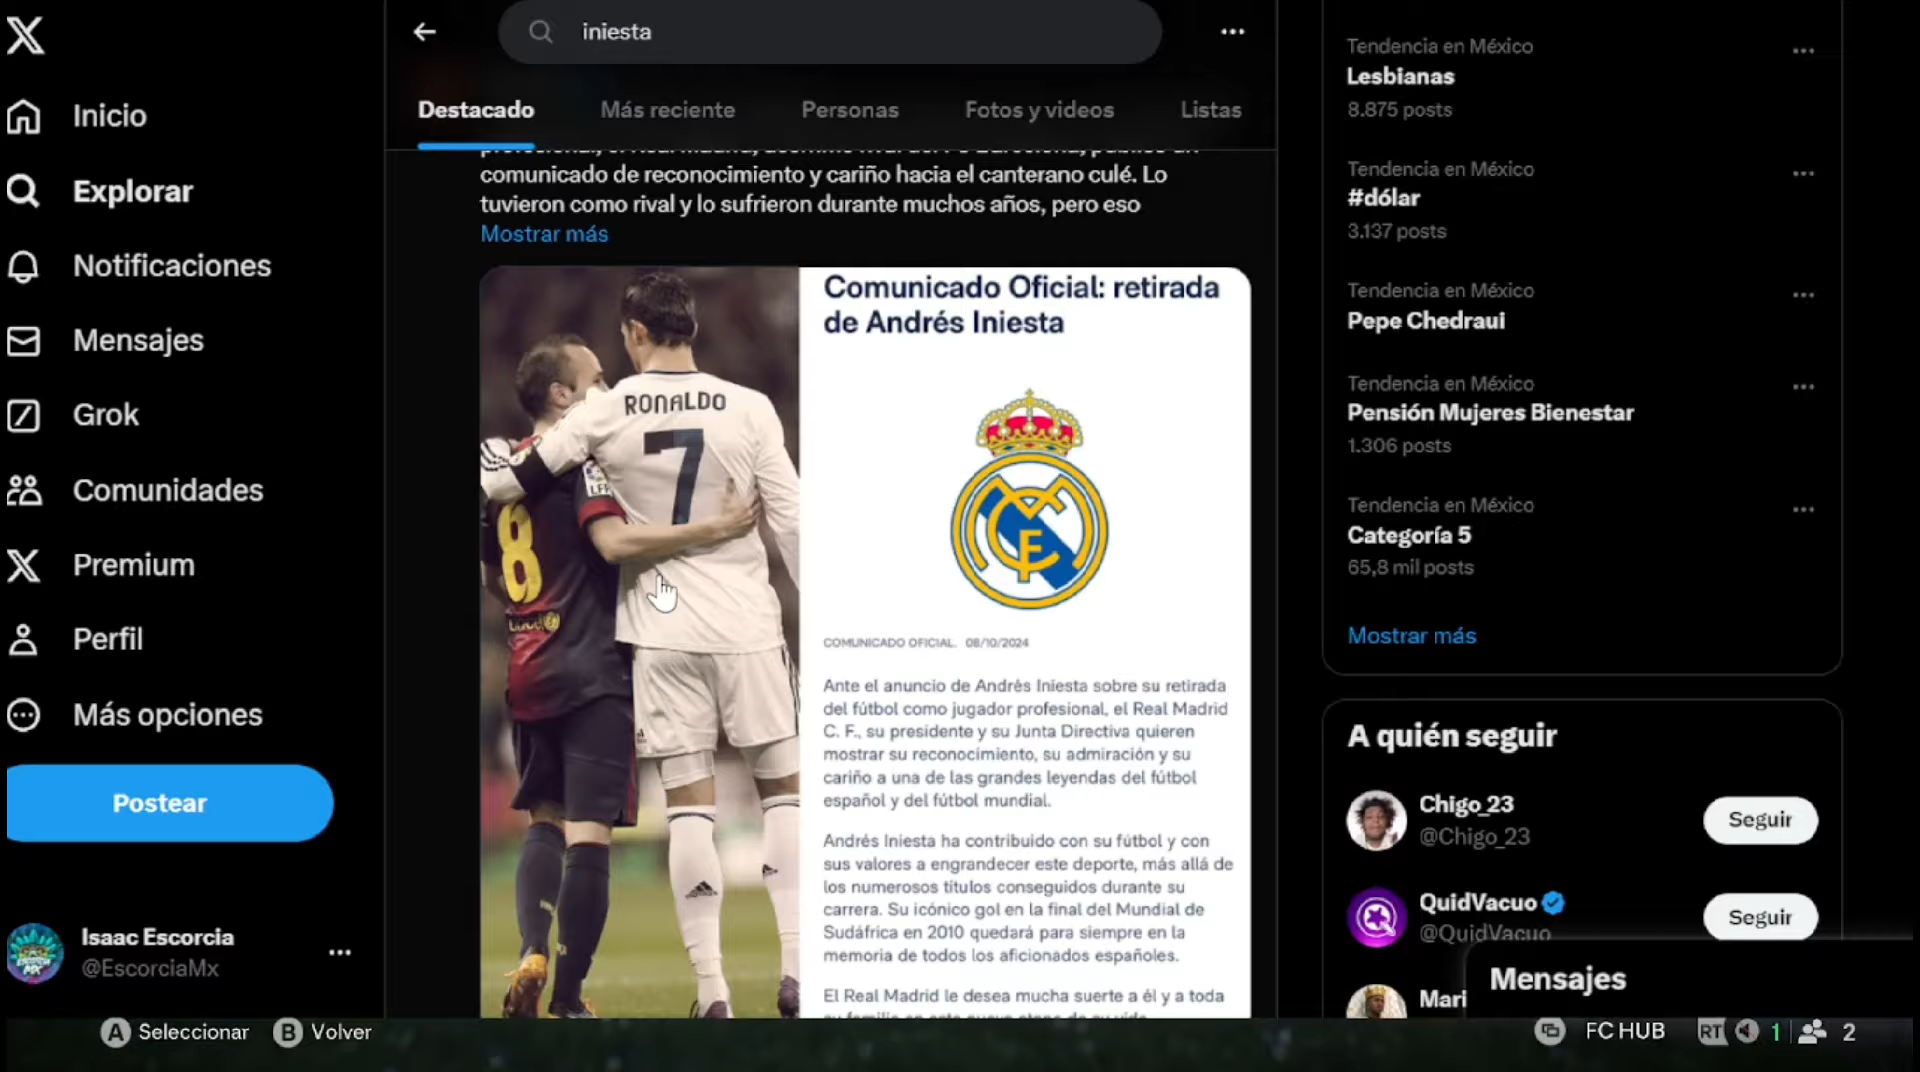 Inicio
Explorar
Notificaciones
Mensajes
Grok
Comunidades
Premium
Perfil
Más opciones
Postear
Isaac Escorcia
@EscorciaMx
iniesta
Destacado
Más reciente
Personas
Fotos y videos
Listas
comunicado de reconocimiento y cariño hacia el canterano culé. Lo
tuvieron como rival y lo sufrieron durante muchos años, pero eso
Mostrar más
RONALDO
7
LFP
8
unicef
Comunicado Oficial: retirada
de Andrés Iniesta
COMUNICADO OFICIAL. 08/10/2024
Ante el anuncio de Andrés Iniesta sobre su retirada
del fútbol como jugador profesional, el Real Madrid
C. F., su presidente y su Junta Directiva quieren
mostrar su reconocimiento, su admiración y su
cariño a una de las grandes leyendas del fútbol
español y del fútbol mundial.
Andrés Iniesta ha contribuido con su fútbol y con
sus valores a engrandecer este deporte, más allá de
los numerosos títulos conseguidos durante su
carrera. Su icónico gol en la final del Mundial de
Sudáfrica en 2010 quedará para siempre en la
memoria de todos los aficionados españoles.
El Real Madrid le desea mucha suerte a él y a toda
Tendencia en México
Lesbianas
8.875 posts
Tendencia en México
#dólar
3.137 posts
Tendencia en México
Pepe Chedraui
Tendencia en México
Pensión Mujeres Bienestar
1.306 posts
Tendencia en México
Categoría 5
65,8 mil posts
Mostrar más
A quién seguir
Chigo_23
@Chigo_23
Seguir
QuidVacuo
@QuidVacuo
Seguir
Mari
Mensajes
A Seleccionar B Volver
FC HUB RT 1 2